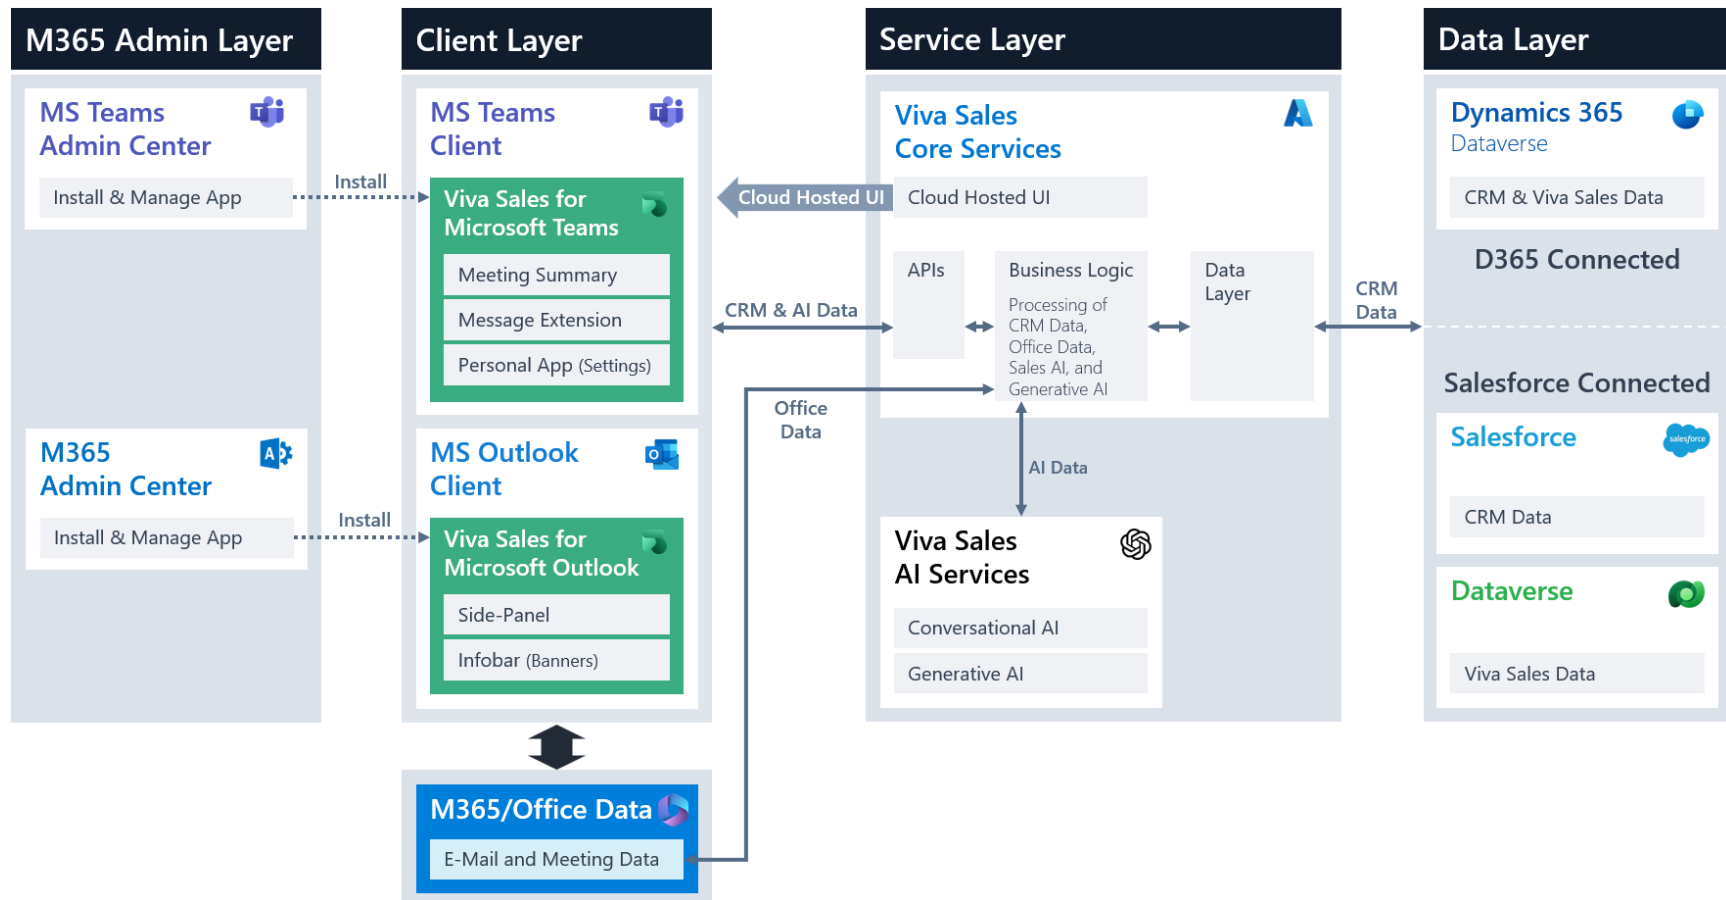 M365 Admin Layer
MS Teams
Admin Center
Install & Manage App
M365
Admin Center
Install & Manage App
Install
Install
Client Layer
MS Teams
Client
Viva Sales for
Microsoft Teams
Meeting Summary
Message Extension
Personal App (Settings)
MS Outlook
Client
Viva Sales for
Microsoft Outlook
Side-Panel
Infobar (Banners)
M365/Office Data
E-Mail and Meeting Data
Cloud Hosted UI
CRM & AI Data
Office
Data
Service Layer
Viva Sales
Core Services
Cloud Hosted UI
APIs
Business Logic
Processing of
CRM Data,
Office Data,
Sales AI, and
Generative AI
Data
Layer
AI Data
Viva Sales
AI Services
Conversational AI
Generative AI
CRM
Data
Data Layer
Dynamics 365
Dataverse
CRM & Viva Sales Data
D365 Connected
Salesforce Connected
Salesforce
salesforce
CRM Data
Dataverse
Viva Sales Data